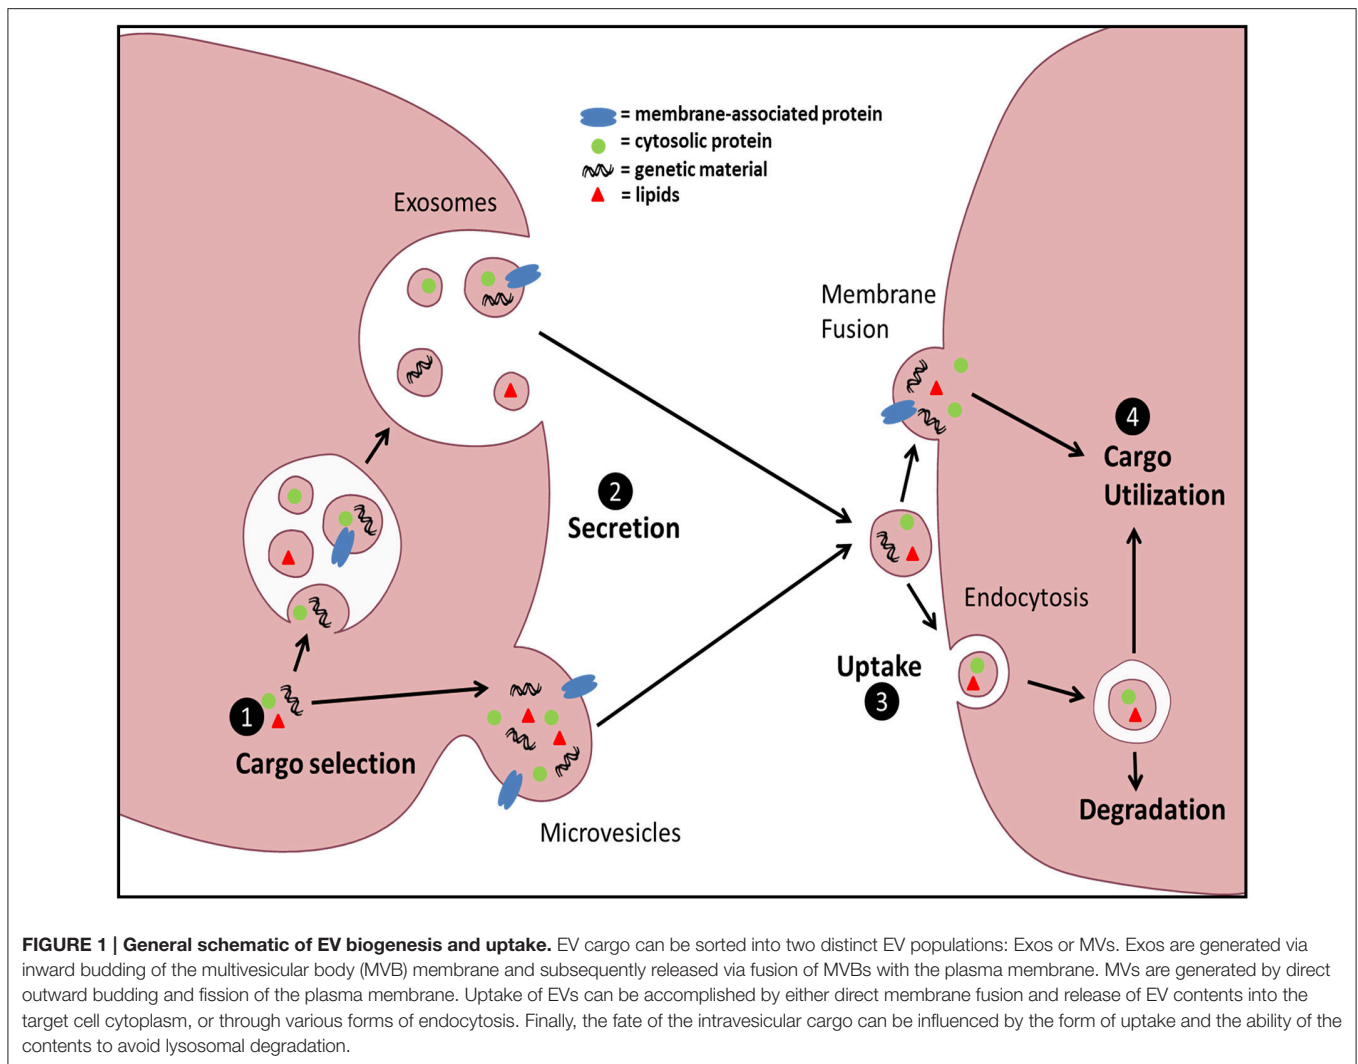 = membrane-associated protein
= cytosolic protein
= genetic material
= lipids
Exosomes
Membrane
Fusion
4
Cargo
Utilization
2
Secretion
Endocytosis
Uptake
3
1
Cargo selection
Degradation
Microvesicles
FIGURE 1 | General schematic of EV biogenesis and uptake. EV cargo can be sorted into two distinct EV populations: Exos or MVs. Exos are generated via
inward budding of the multivesicular body (MVB) membrane and subsequently released via fusion of MVBs with the plasma membrane. MVs are generated by direct
outward budding and fission of the plasma membrane. Uptake of EVs can be accomplished by either direct membrane fusion and release of EV contents into the
target cell cytoplasm, or through various forms of endocytosis. Finally, the fate of the intravesicular cargo can be influenced by the form of uptake and the ability of the
contents to avoid lysosomal degradation.